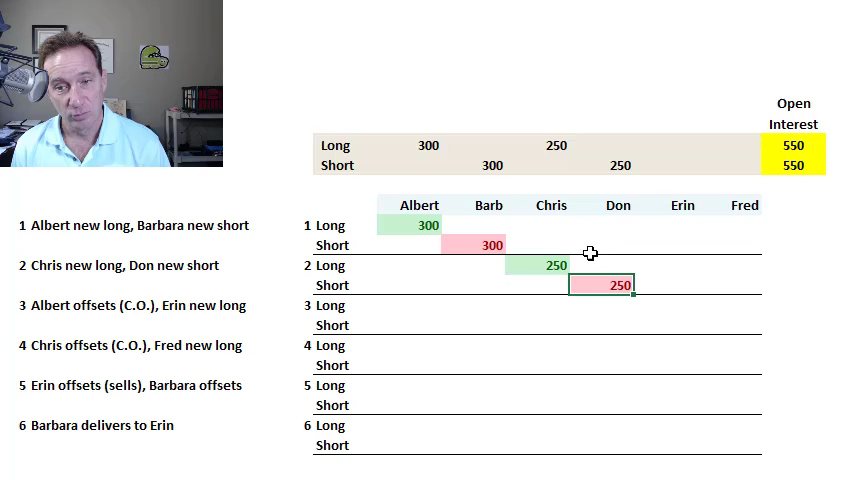 Open
Interest
Long 300 250 550
Short 300 250 550
Albert Barb Chris Don Erin Fred
1 Albert new long, Barbara new short 1 Long 300
Short 300
2 Chris new long, Don new short 2 Long 250
Short 250
3 Albert offsets (C.O.), Erin new long 3 Long
Short
4 Chris offsets (C.O.), Fred new long 4 Long
Short
5 Erin offsets (sells), Barbara offsets 5 Long
Short
6 Barbara delivers to Erin 6 Long
Short